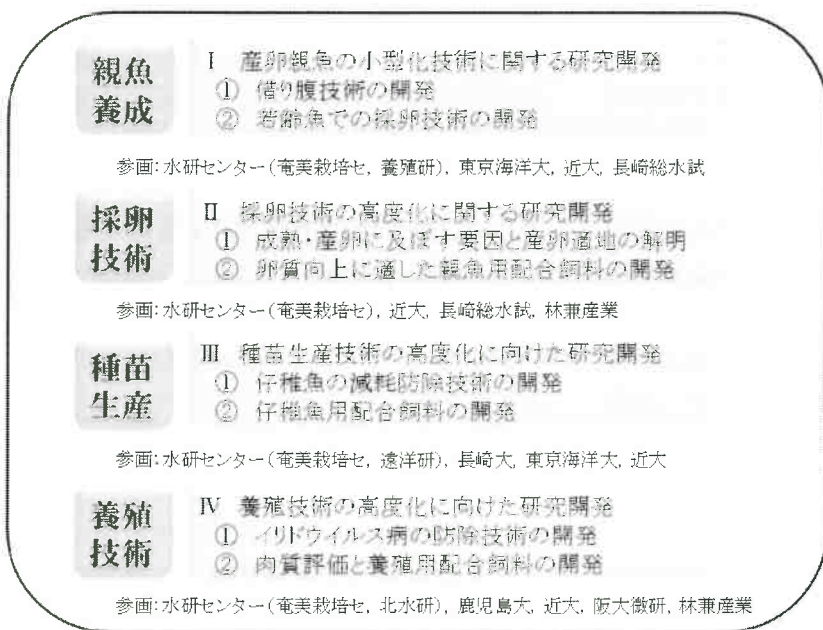 親魚
養成
I 産卵親魚の小型化技術に関する研究開発
① 借り腹技術の開発
② 若齢魚での採卵技術の開発
参画：水研センター（奄美栽培セ，養殖研），東京海洋大，近大，長崎総水試
採卵
技術
II 採卵技術の高度化に関する研究開発
① 成熟・産卵に及ぼす要因と産卵適地の解明
② 卵質向上に適した親魚用配合飼料の開発
参画：水研センター（奄美栽培セ），近大，長崎総水試，林兼産業
種苗
生産
III 種苗生産技術の高度化に向けた研究開発
① 仔稚魚の減耗防除技術の開発
② 仔稚魚用配合飼料の開発
参画：水研センター（奄美栽培セ，遠洋研），長崎大，東京海洋大，近大
養殖
技術
IV 養殖技術の高度化に向けた研究開発
① イリドウイルス病の防除技術の開発
② 肉質評価と養殖用配合飼料の開発
参画：水研センター（奄美栽培セ，北水研），鹿児島大，近大，阪大微研，林兼産業